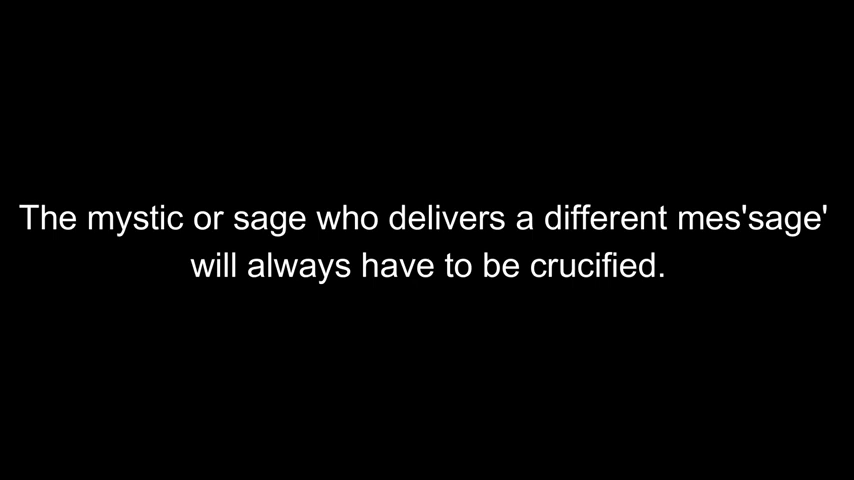 The mystic or sage who delivers a different mes'sage'
will always have to be crucified.